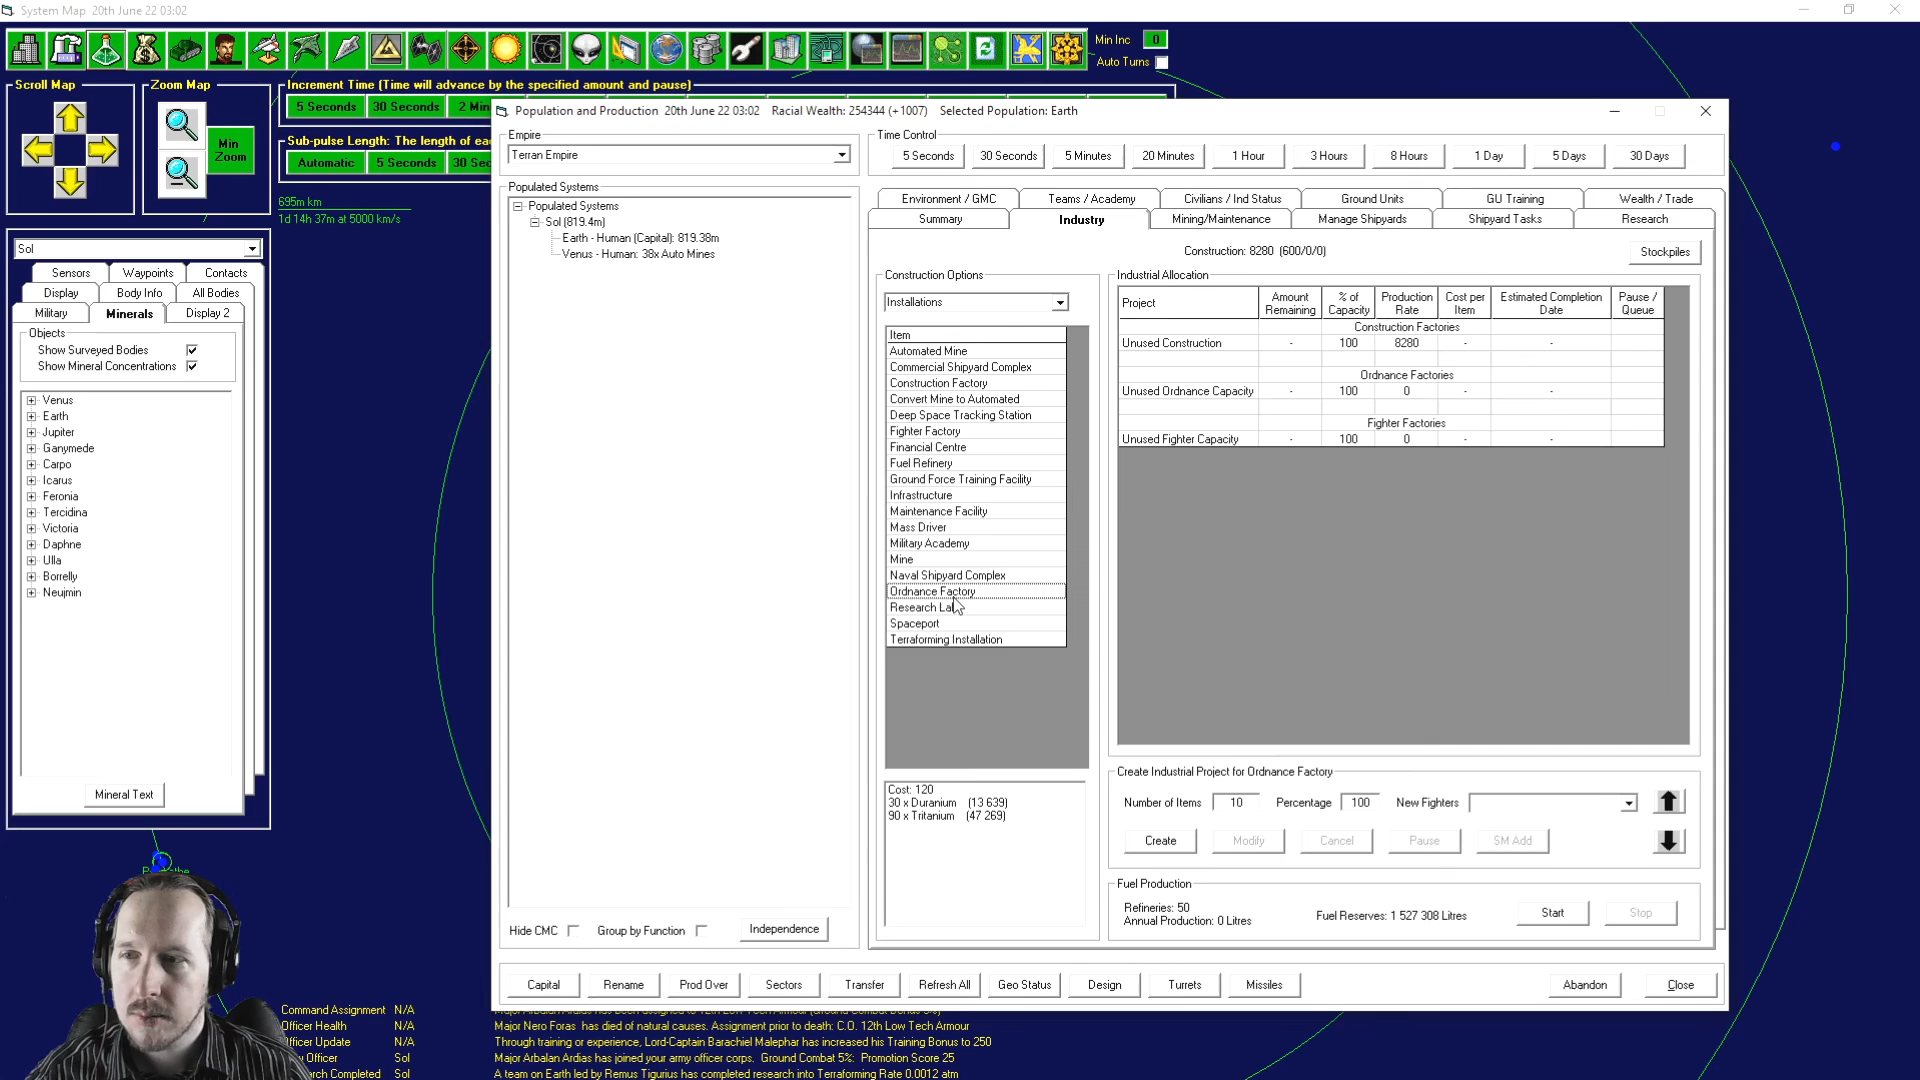 System Map 20th June 22 03:02
Min Inc 0
Auto Turns
Scroll Map
Zoom Map
Min Zoom
Increment Time (Time will advance by the specified amount and pause)
5 Seconds 30 Seconds 2 Min
Sub-pulse Length: The length of eac
Automatic 5 Seconds 30 Sec
695m km
1d 14h 37m at 5000 km/s
Sol
Sensors Waypoints Contacts
Display Body Info All Bodies
Military Minerals Display 2
Objects
Show Surveyed Bodies
Show Mineral Concentrations
Venus
Earth
Jupiter
Ganymede
Carpo
Icarus
Feronia
Tercidina
Victoria
Daphne
Ulla
Borrelly
Neujmin
Mineral Text
Population and Production 20th June 22 03:02 Racial Wealth: 254344 (+1007) Selected Population: Earth
Empire
Terran Empire
Populated Systems
Populated Systems
Sol (819.4m)
Earth - Human (Capital): 819.38m
Venus - Human: 38x Auto Mines
Hide CMC Group by Function Independence
Time Control
5 Seconds 30 Seconds 5 Minutes 20 Minutes 1 Hour 3 Hours 8 Hours 1 Day 5 Days 30 Days
Environment / GMC Teams / Academy Civilians / Ind Status Ground Units GU Training Wealth / Trade
Summary Industry Mining/Maintenance Manage Shipyards Shipyard Tasks Research
Construction: 8280 (600/0/0)
Stockpiles
Construction Options
Installations
Item
Automated Mine
Commercial Shipyard Complex
Construction Factory
Convert Mine to Automated
Deep Space Tracking Station
Fighter Factory
Financial Centre
Fuel Refinery
Ground Force Training Facility
Infrastructure
Maintenance Facility
Mass Driver
Military Academy
Mine
Naval Shipyard Complex
Ordnance Factory
Research Lab
Spaceport
Terraforming Installation
Cost: 120
30 x Duranium (13 639)
90 x Tritanium (47 269)
Industrial Allocation
Project Amount Remaining % of Capacity Production Rate Cost per Item Estimated Completion Date Pause / Queue
Construction Factories
Unused Construction - 100 8280 - -
Ordnance Factories
Unused Ordnance Capacity - 100 0 - -
Fighter Factories
Unused Fighter Capacity - 100 0 - -
Create Industrial Project for Ordnance Factory
Number of Items 10 Percentage 100 New Fighters
Create Modify Cancel Pause SM Add
Fuel Production
Refineries: 50
Annual Production: 0 Litres
Fuel Reserves: 1 527 308 Litres
Start Stop
Capital Rename Prod Over Sectors Transfer Refresh All Geo Status Design Turrets Missiles Abandon Close
Command Assignment N/A
Officer Health N/A Major Nero Foras has died of natural causes. Assignment prior to death: C.O. 12th Low Tech Armour
Officer Update N/A Through training or experience, Lord-Captain Barachiel Malephar has increased his Training Bonus to 250
Officer Sol Major Arbalan Ardias has joined your army officer corps. Ground Combat 5%: Promotion Score 25
rch Completed Sol A team on Earth led by Remus Tigurius has completed research into Terraforming Rate 0.0012 atm